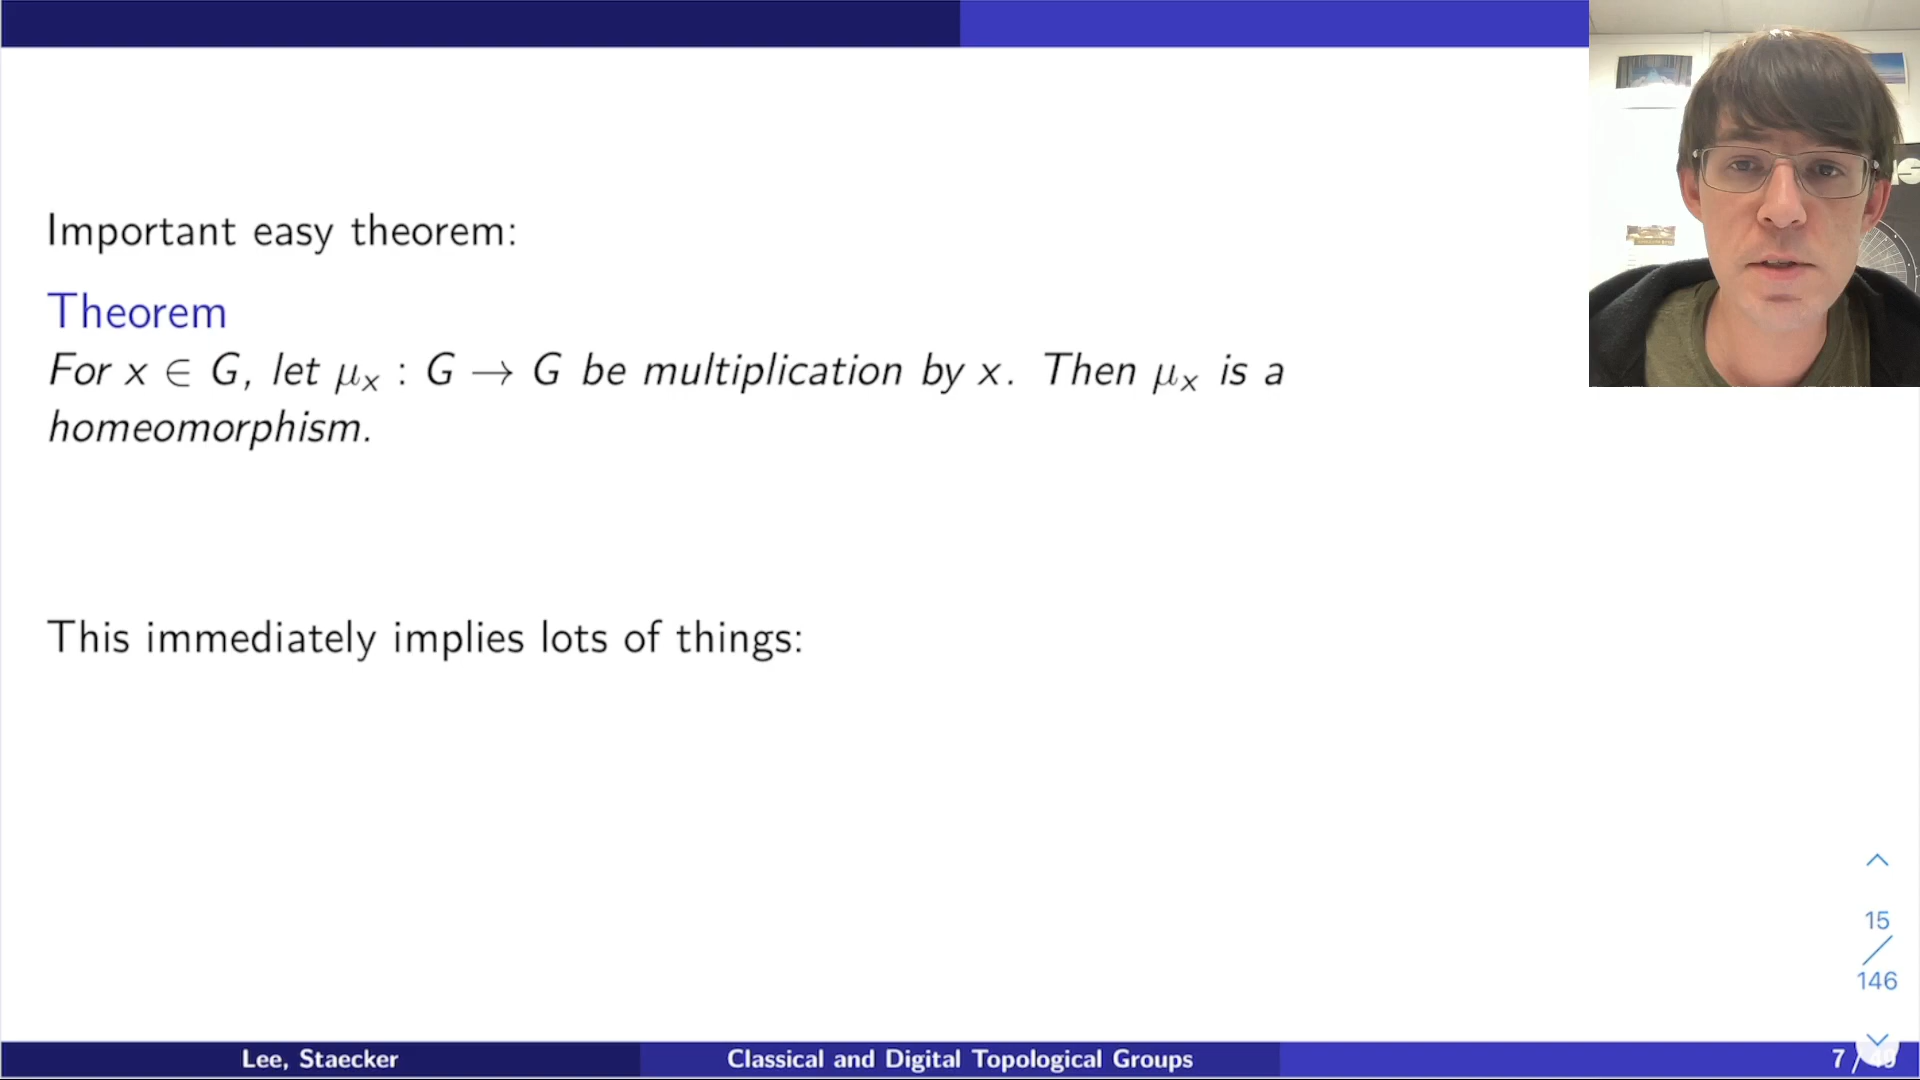 Important easy theorem:
Theorem
For x ∈ G, let μₓ : G → G be multiplication by x. Then μₓ is a
homeomorphism.
This immediately implies lots of things:
15
/
146
Lee, Staecker
Classical and Digital Topological Groups
7 /